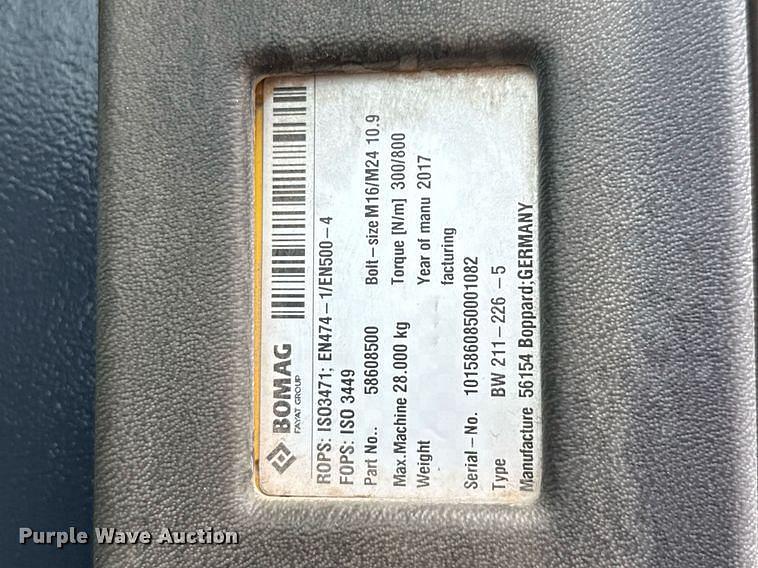 BOMAG
FAYAT GROUP
ROPS: ISO3471; EN474-1/EN500-4
FOPS: ISO 3449
Part No.. 58608500 Bolt-size M16/M24 10.9
Max.Machine 28.000 kg Torque [N/m] 300/800
Weight Year of manu 2017
facturing
Serial-No. 1015860850001082
Type BW 211-226 -5
Manufacture 56154 Boppard;GERMANY
Purple Wave Auction